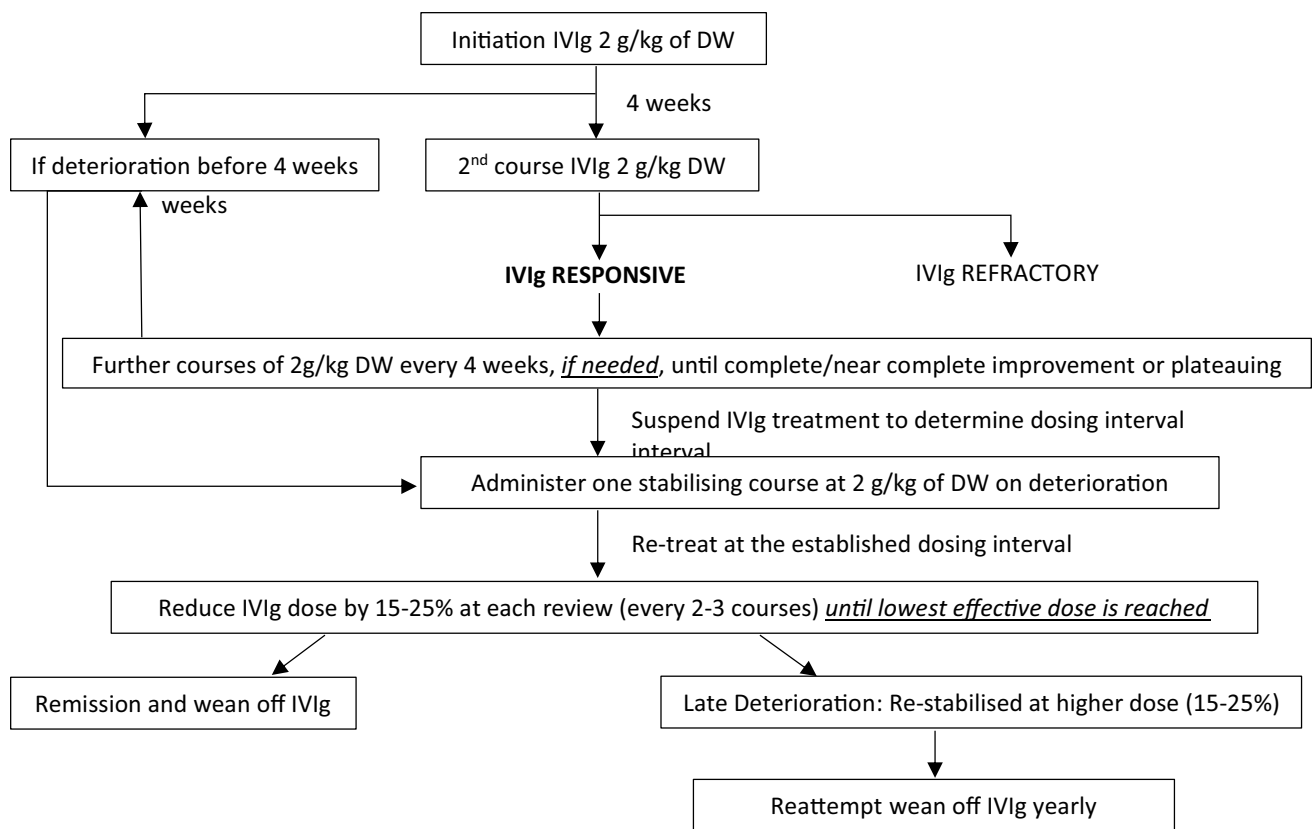 Initiation IVIg 2 g/kg of DW
4 weeks
If deterioration before 4 weeks
weeks
2nd course IVIg 2 g/kg DW
IVIg RESPONSIVE
IVIg REFRACTORY
Further courses of 2g/kg DW every 4 weeks, if needed, until complete/near complete improvement or plateauing
Suspend IVIg treatment to determine dosing interval
interval
Administer one stabilising course at 2 g/kg of DW on deterioration
Re-treat at the established dosing interval
Reduce IVIg dose by 15-25% at each review (every 2-3 courses) until lowest effective dose is reached
Remission and wean off IVIg
Late Deterioration: Re-stabilised at higher dose (15-25%)
Reattempt wean off IVIg yearly